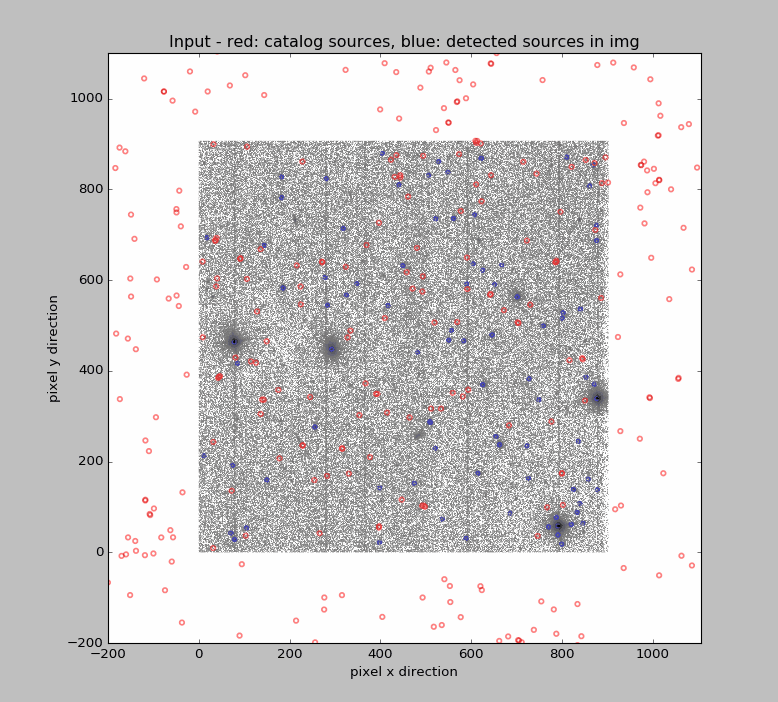 Input - red: catalog sources, blue: detected sources in img
pixel y direction
1000
800
600
400
200
0
−200
−200 0 200 400 600 800 1000
pixel x direction